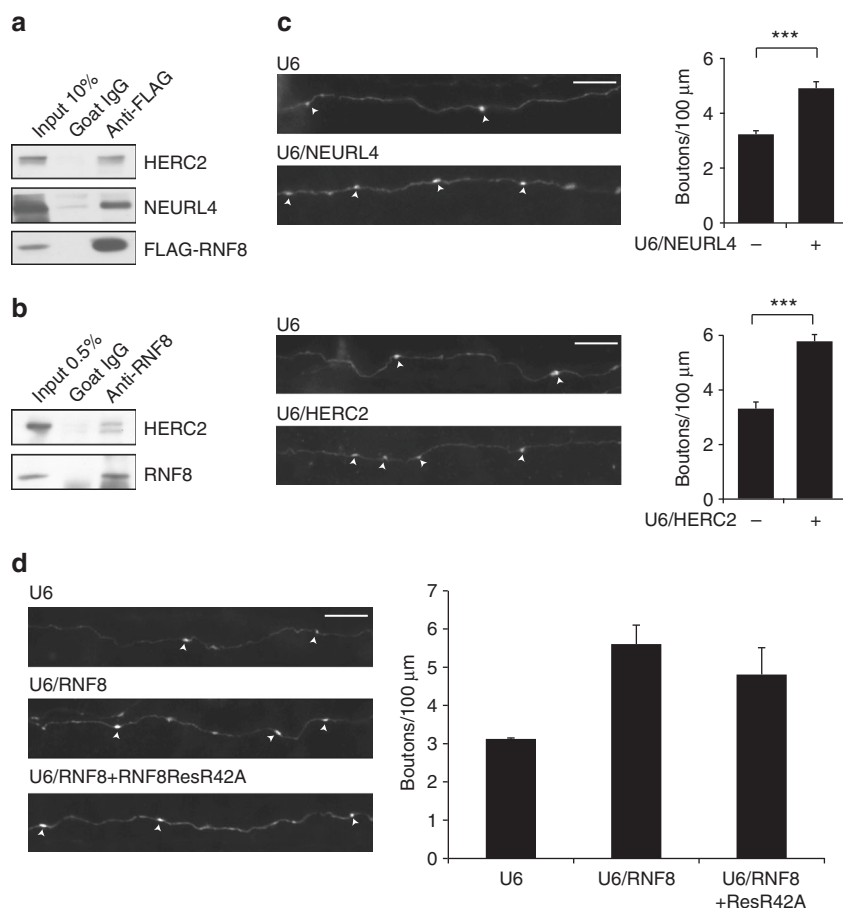 a
Input 10%
Goat IgG
Anti-FLAG
HERC2
NEURL4
FLAG-RNF8
b
Input 0.5%
Goat IgG
Anti-RNF8
HERC2
RNF8
c
U6
U6/NEURL4
***
6
4
2
0
Boutons/100 μm
U6/NEURL4 – +
U6
U6/HERC2
***
6
4
2
0
Boutons/100 μm
U6/HERC2 – +
d
U6
U6/RNF8
U6/RNF8+RNF8ResR42A
7
6
5
4
3
2
1
0
Boutons/100 μm
U6
U6/RNF8
U6/RNF8
+ResR42A